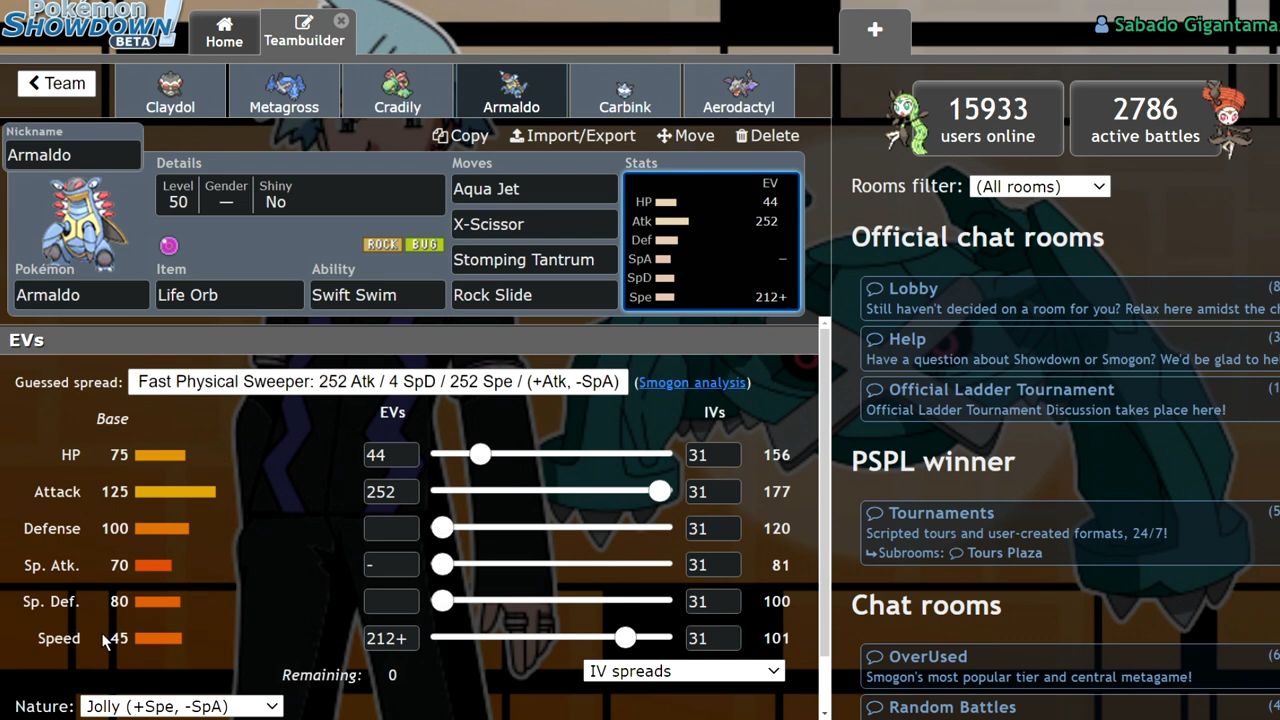 Pokémon
SHOWDOWN!
BETA
Home
Teambuilder
+
Sabado Gigantama
< Team
Claydol
Metagross
Cradily
Armaldo
Carbink
Aerodactyl
15933
users online
2786
active battles
Nickname
Armaldo
Copy
Import/Export
Move
Delete
Details
Moves
Stats
Level
50
Gender
—
Shiny
No
ROCK
BUG
Pokémon
Armaldo
Item
Life Orb
Ability
Swift Swim
Aqua Jet
X-Scissor
Stomping Tantrum
Rock Slide
EV
HP 44
Atk 252
Def
SpA –
SpD
Spe 212+
Rooms filter: (All rooms)
Official chat rooms
Lobby (8
Still haven't decided on a room for you? Relax here amidst the ch
Help (3
Have a question about Showdown or Smogon? We'd be glad to he
Official Ladder Tournament (1
Official Ladder Tournament Discussion takes place here!
PSPL winner
Tournaments (5
Scripted tours and user-created formats, 24/7!
↳Subrooms: Tours Plaza
Chat rooms
OverUsed (6
Smogon's most popular tier and central metagame!
Random Battles (4
EVs
Guessed spread: Fast Physical Sweeper: 252 Atk / 4 SpD / 252 Spe / (+Atk, -SpA) (Smogon analysis)
Base EVs IVs
HP 75 44 31 156
Attack 125 252 31 177
Defense 100 31 120
Sp. Atk. 70 - 31 81
Sp. Def. 80 31 100
Speed 45 212+ 31 101
Remaining: 0
IV spreads
Nature: Jolly (+Spe, -SpA)